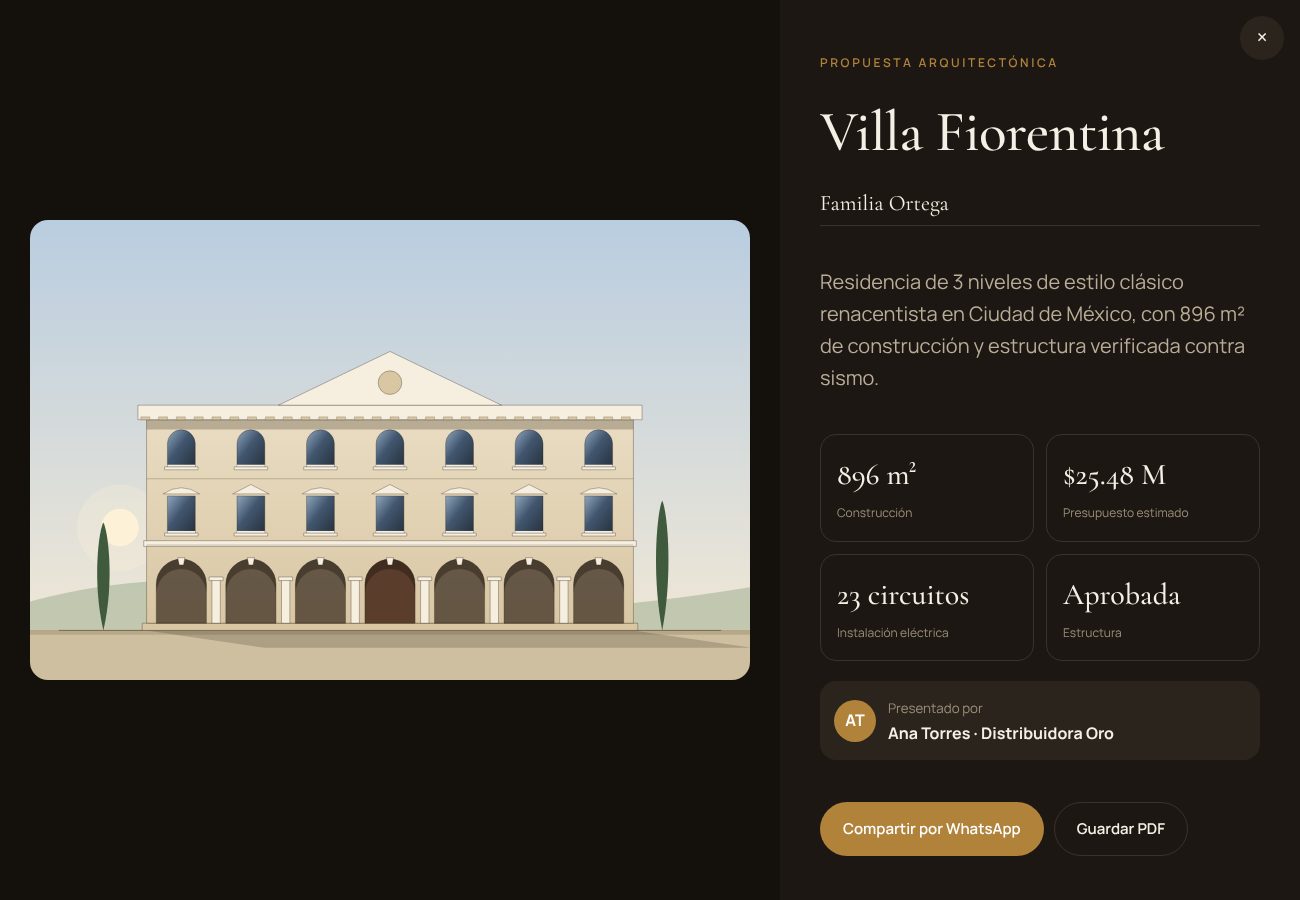 ×
PROPUESTA ARQUITECTÓNICA
Villa Fiorentina
Familia Ortega
Residencia de 3 niveles de estilo clásico
renacentista en Ciudad de México, con 896 m²
de construcción y estructura verificada contra
sismo.
896 m²
Construcción
$25.48 M
Presupuesto estimado
23 circuitos
Instalación eléctrica
Aprobada
Estructura
AT
Presentado por
Ana Torres · Distribuidora Oro
Compartir por WhatsApp
Guardar PDF